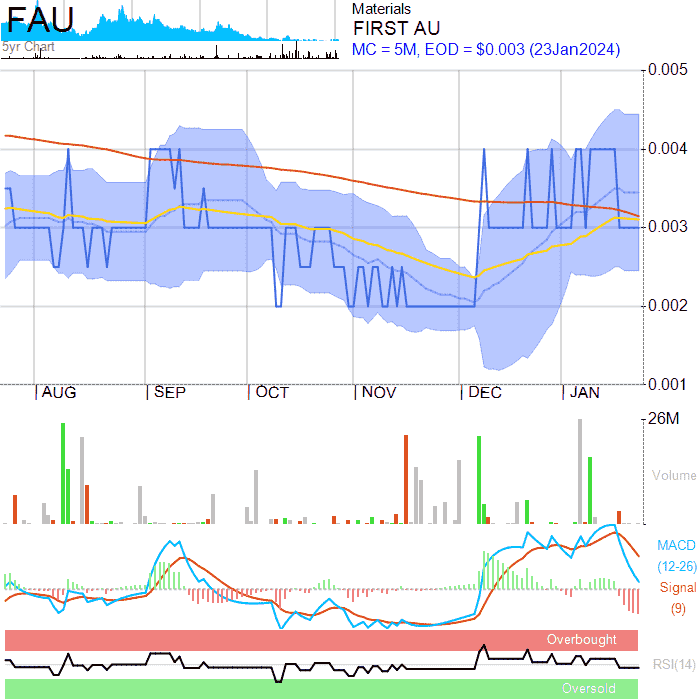 FAU
5yr Chart
Materials
FIRST AU
MC = 5M, EOD = $0.003 (23Jan2024)
0.005
0.004
0.003
0.002
0.001
AUG SEP OCT NOV DEC JAN
26M
Volume
MACD
(12-26)
Signal
(9)
Overbought
RSI(14)
Oversold